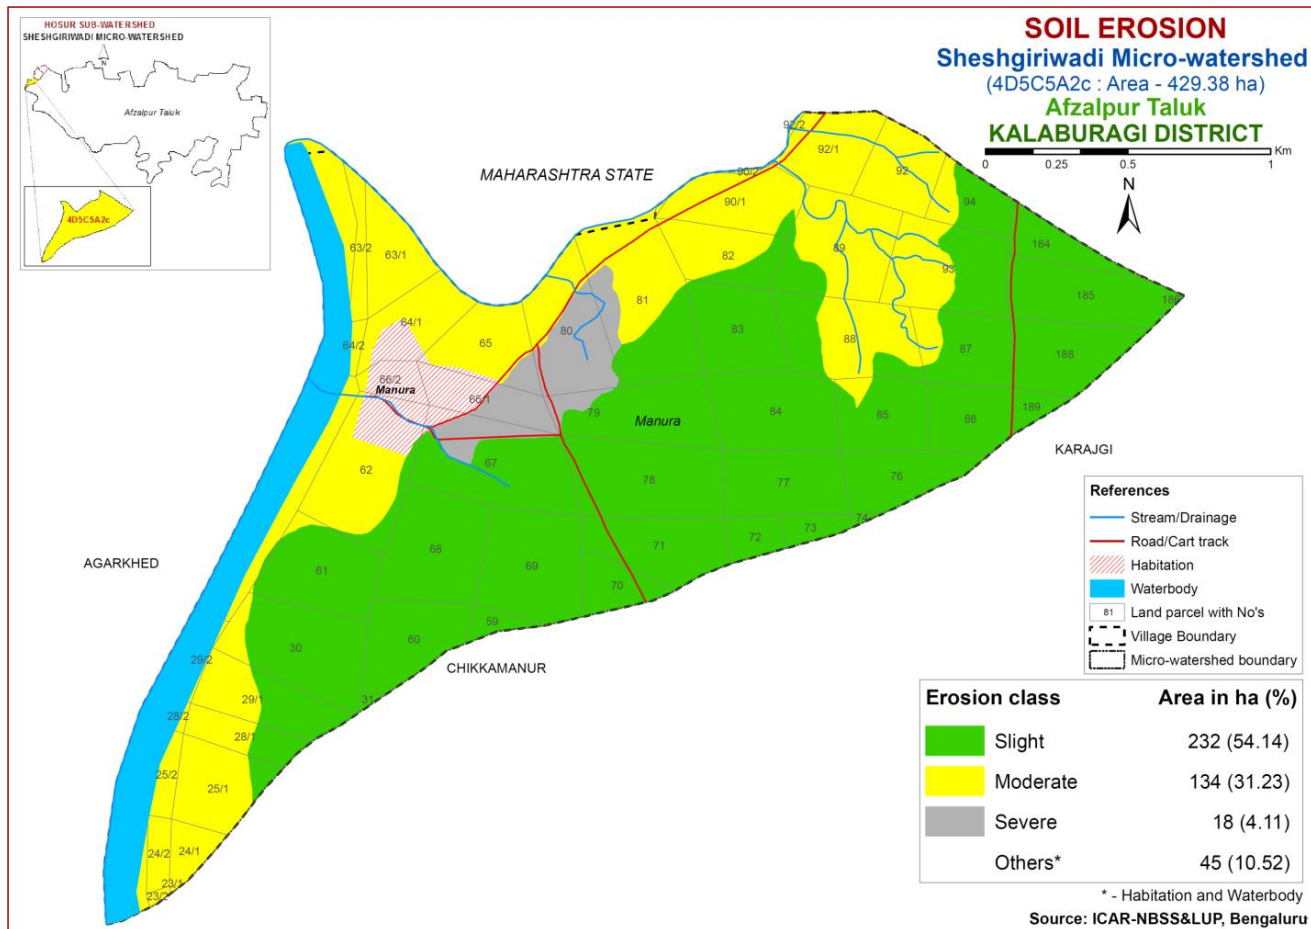 HOSUR SUB-WATERSHED
SHESHGIRIWADI MICRO-WATERSHED
N
Afzalpur Taluk
4D5C5A2c
SOIL EROSION
Sheshgiriwadi Micro-watershed
(4D5C5A2c : Area - 429.38 ha)
Afzalpur Taluk
KALABURAGI DISTRICT
0 0.25 0.5 1 Km
N
MAHARASHTRA STATE
92/2
92/1
92
90/2
90/1
94
184
63/2
63/1
82
89
93
185
186
81
64/1
80
83
64/2
65
88
87
188
66/2
Manura
66/1
79
Manura
84
85
86
189
KARAJGI
62
67
78
77
76
74
73
72
71
AGARKHED
68
69
61
70
59
60
30
CHIKKAMANUR
29/2
29/1
31
28/2
28/1
25/2
25/1
24/2
24/1
23/1
23/2
References
Stream/Drainage
Road/Cart track
Habitation
Waterbody
81 Land parcel with No's
Village Boundary
Micro-watershed boundary
Erosion class Area in ha (%)
Slight 232 (54.14)
Moderate 134 (31.23)
Severe 18 (4.11)
Others* 45 (10.52)
* - Habitation and Waterbody
Source: ICAR-NBSS&LUP, Bengaluru